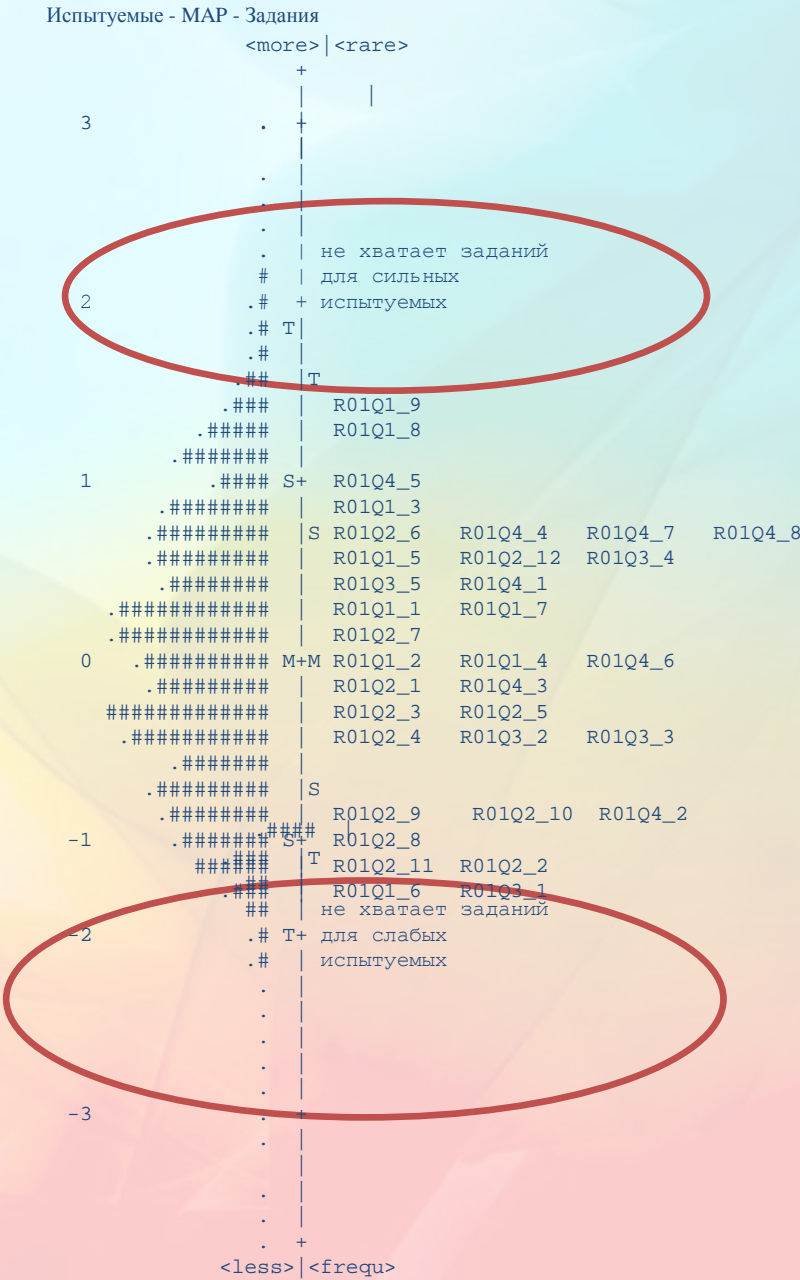 Испытуемые - MAP - Задания
<more>|<rare>
+
| |
3 . +
|
. |
. |
. |
. | не хватает заданий
# | для сильных
2 .# + испытуемых
.# T|
.# |
.## |T
.### | R01Q1_9
.##### | R01Q1_8
.####### |
1 .#### S+ R01Q4_5
.######## | R01Q1_3
.######### |S R01Q2_6 R01Q4_4 R01Q4_7 R01Q4_8
.######### | R01Q1_5 R01Q2_12 R01Q3_4
.######## | R01Q3_5 R01Q4_1
.############ | R01Q1_1 R01Q1_7
.############ | R01Q2_7
0 .########## M+M R01Q1_2 R01Q1_4 R01Q4_6
.######### | R01Q2_1 R01Q4_3
############# | R01Q2_3 R01Q2_5
.########### | R01Q2_4 R01Q3_2 R01Q3_3
.####### |
.######### |S
.######## | R01Q2_9 R01Q2_10 R01Q4_2
.#### |
-1 .####### S+ R01Q2_8
.### |T
###### | R01Q2_11 R01Q2_2
.## |
.### | R01Q1_6 R01Q3_1
## | не хватает заданий
-2 .# T+ для слабых
.# | испытуемых
. |
. |
. |
. |
-3 . +
. |
|
. |
. |
. +
<less>|<frequ>